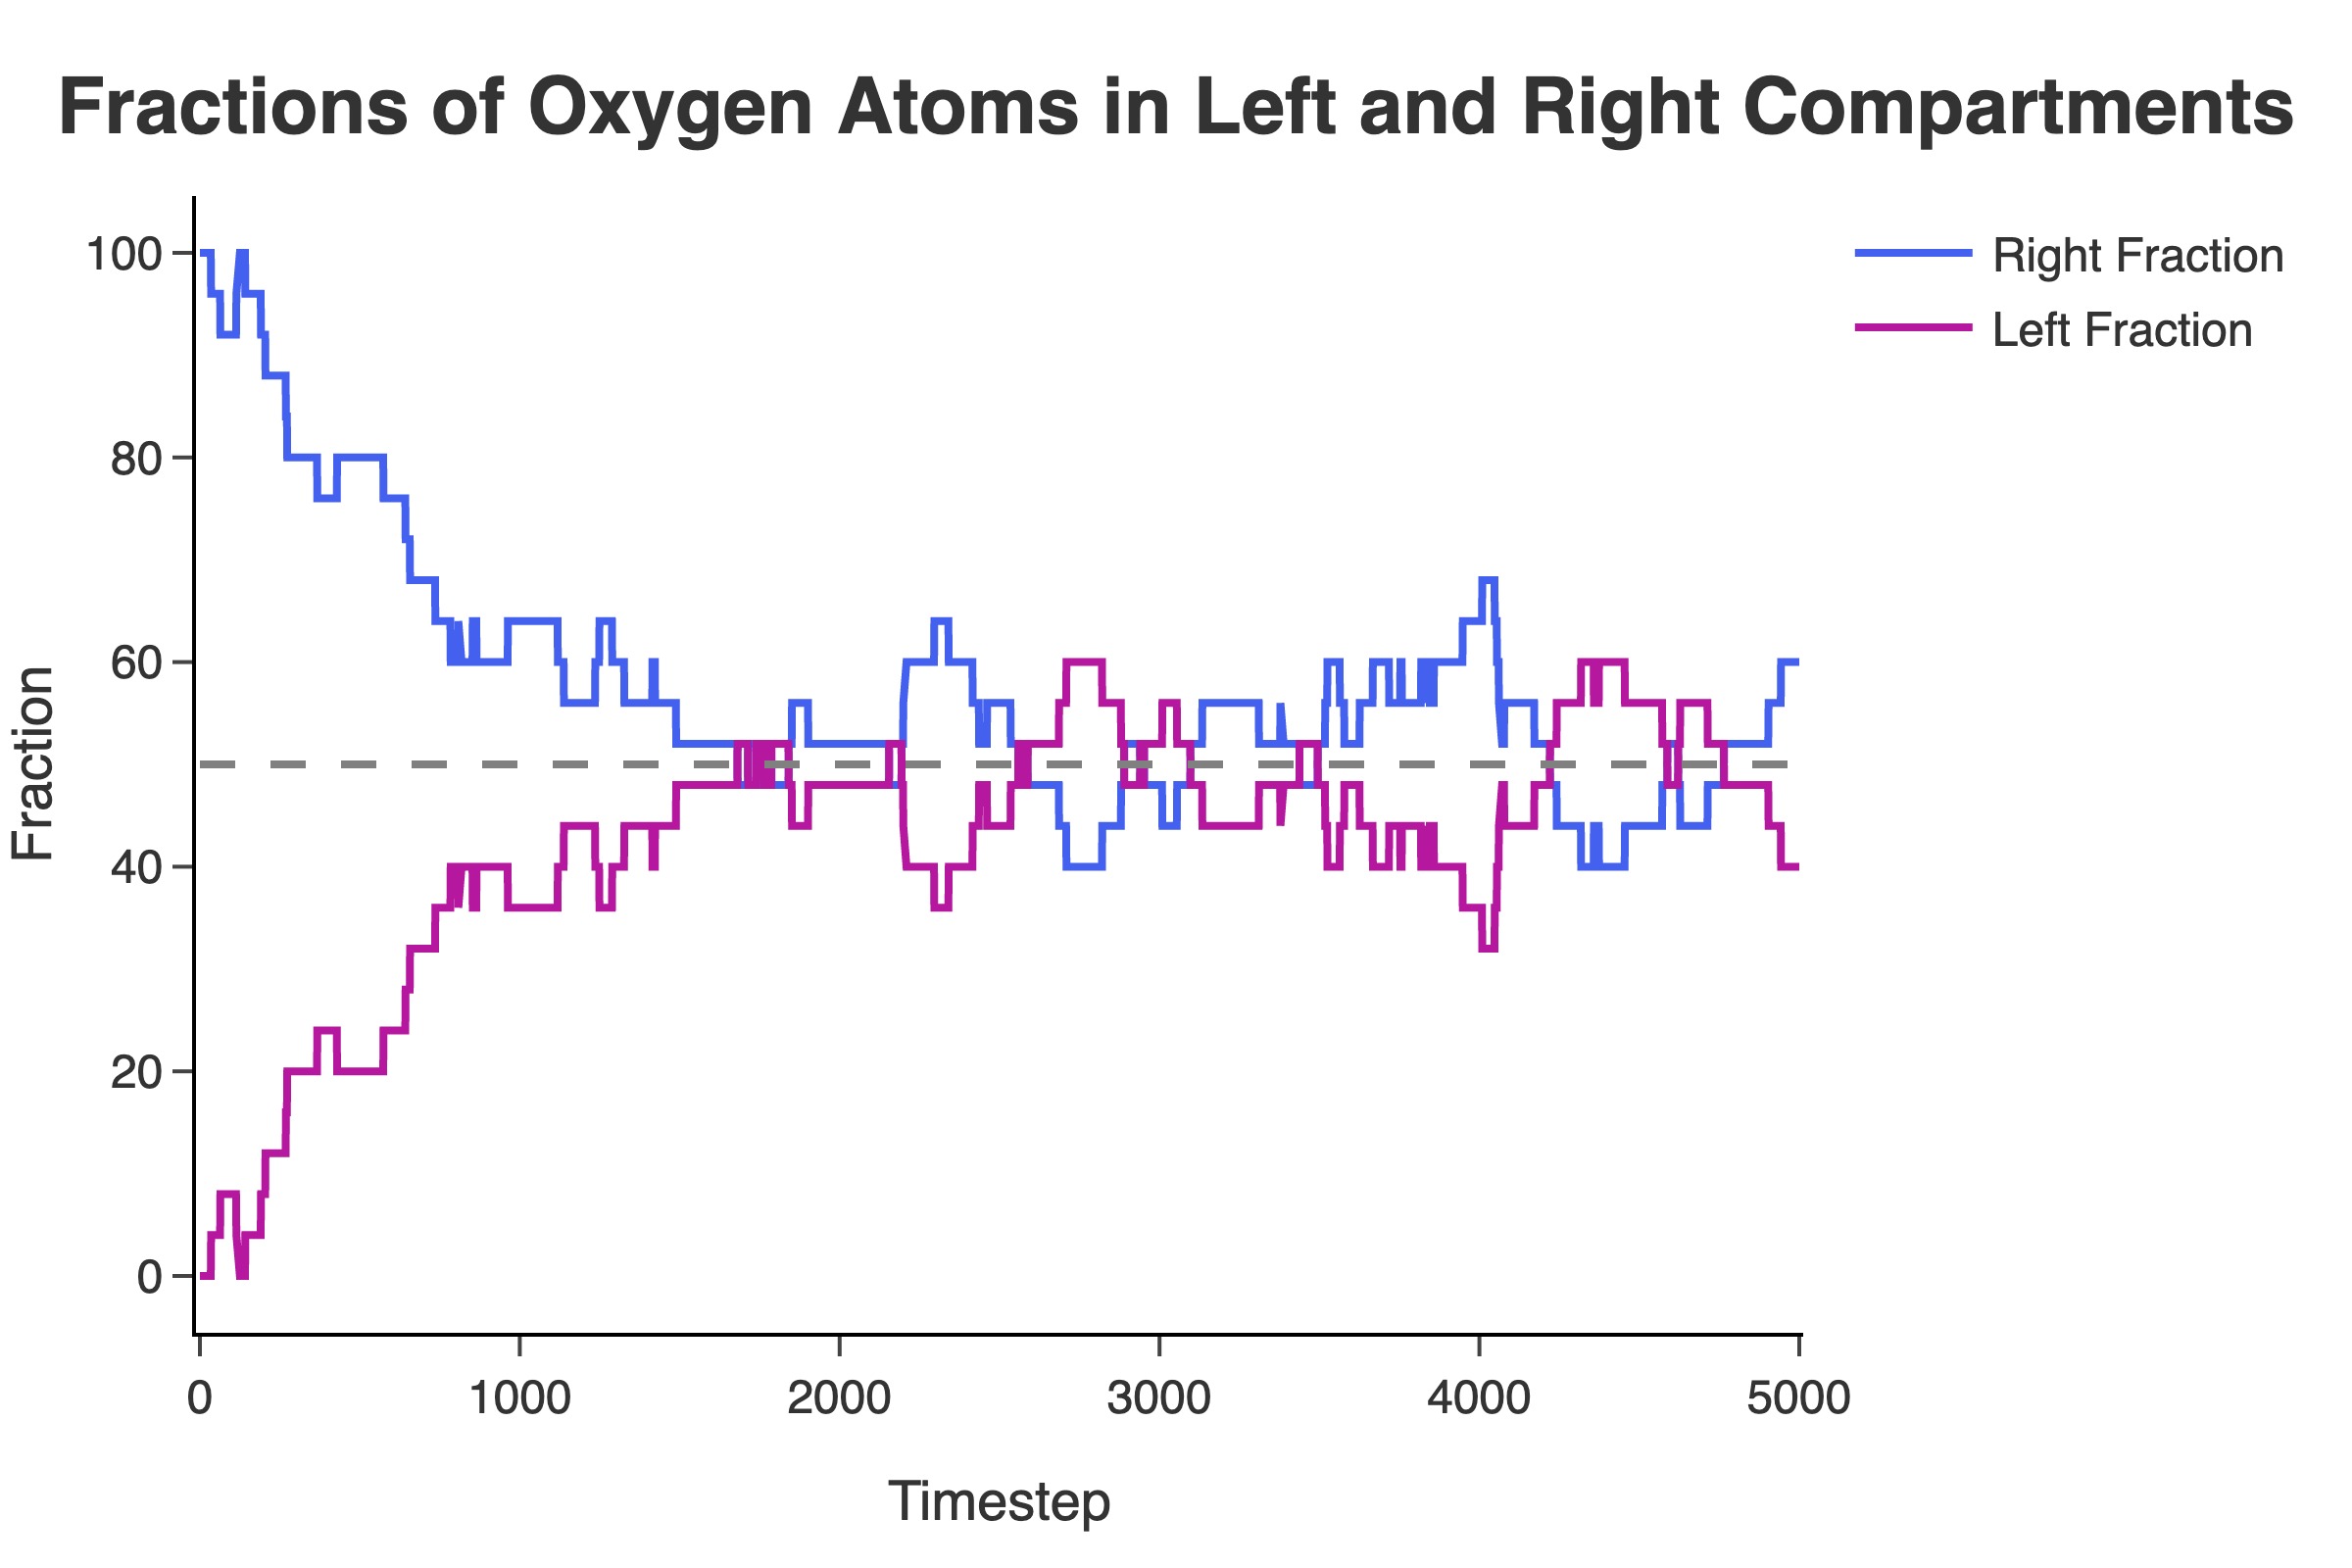 Fractions of Oxygen Atoms in Left and Right Compartments
Right Fraction
Left Fraction
Fraction
100
80
60
40
20
0
0 1000 2000 3000 4000 5000
Timestep